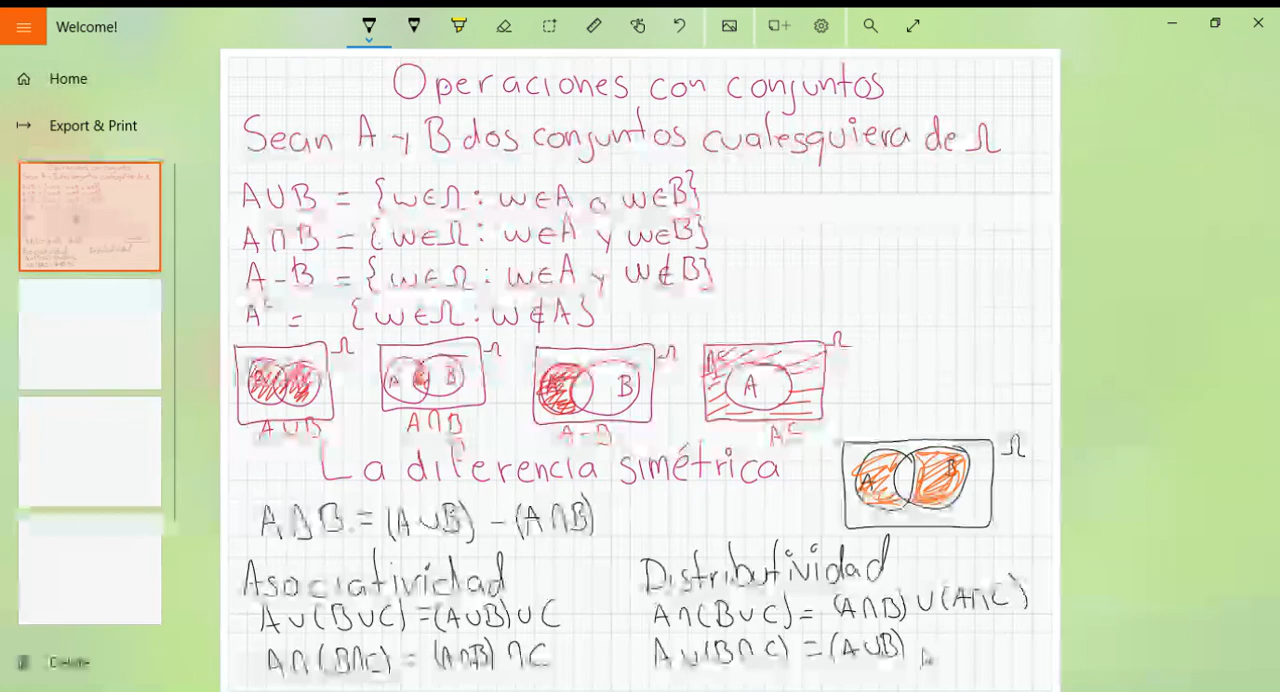 Welcome!
Home
Export & Print
Delete
Operaciones con conjuntos
Sean A y B dos conjuntos cualesquiera de Ω
A∪B = {w∈Ω: w∈A o w∈B}
A∩B = {w∈Ω: w∈A y w∈B}
A-B = {w∈Ω: w∈A y w∉B}
Aᶜ = {w∈Ω: w∉A}
Ω Ω Ω Ω
A B A B Aᶜ A
A∪B A∩B A-B Aᶜ
La diferencia simétrica
Ω
A B
A△B = (A∪B) - (A∩B)
Asociatividad
A∪(B∪C) = (A∪B)∪C
A∩(B∩C) = (A∩B)∩C
Distributividad
A∩(B∪C) = (A∩B)∪(A∩C)
A∪(B∩C) = (A∪B)